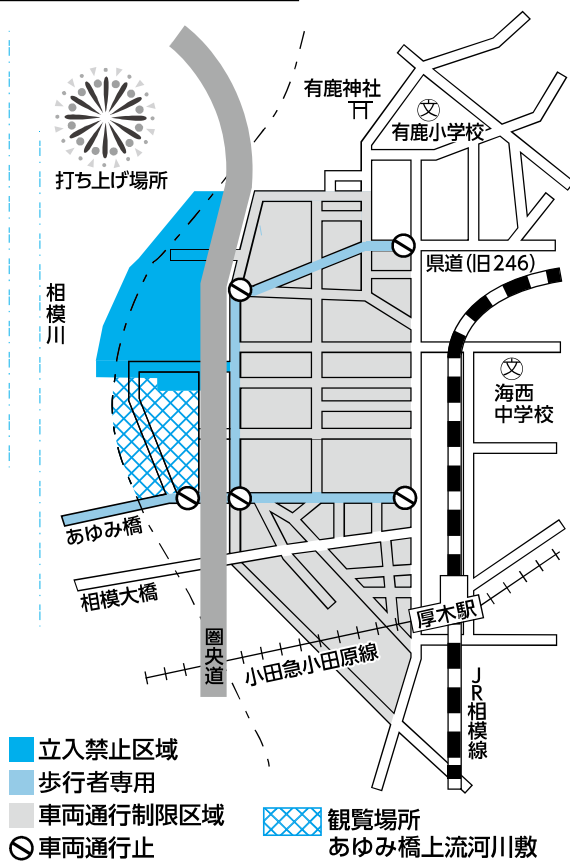 有鹿神社
文
有鹿小学校
打ち上げ場所
県道（旧246）
相模川
文
海西
中学校
あゆみ橋
相模大橋
厚木駅
圏央道
小田急小田原線
JR相模線
立入禁止区域
歩行者専用
車両通行制限区域
車両通行止
観覧場所
あゆみ橋上流河川敷